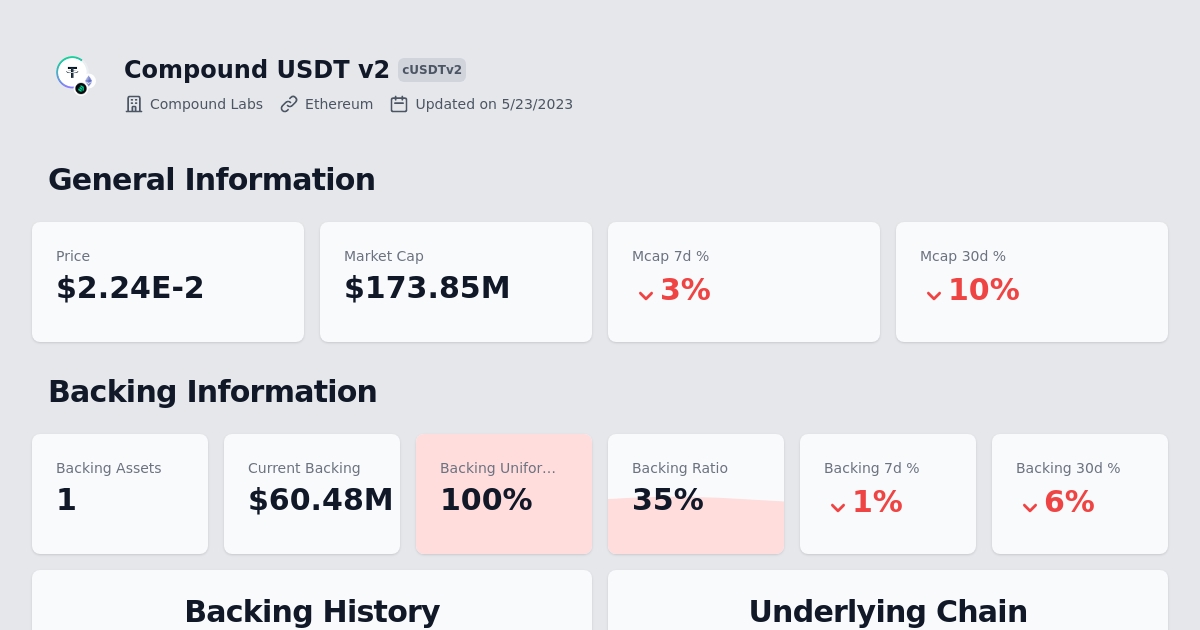 Compound USDT v2 cUSDTv2
Compound Labs Ethereum Updated on 5/23/2023
General Information
Price Market Cap Mcap 7d % Mcap 30d %
$2.24E-2 $173.85M 3% 10%
Backing Information
Backing Assets Current Backing Backing Unifor... Backing Ratio Backing 7d % Backing 30d %
1 $60.48M 100% 35% 1% 6%
Backing History Underlying Chain